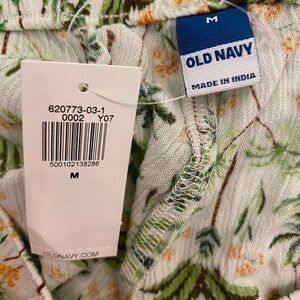 M
OLD NAVY
MADE IN INDIA
620773-03-1
0002 Y07
500102138286
M
OLDNAVY.COM